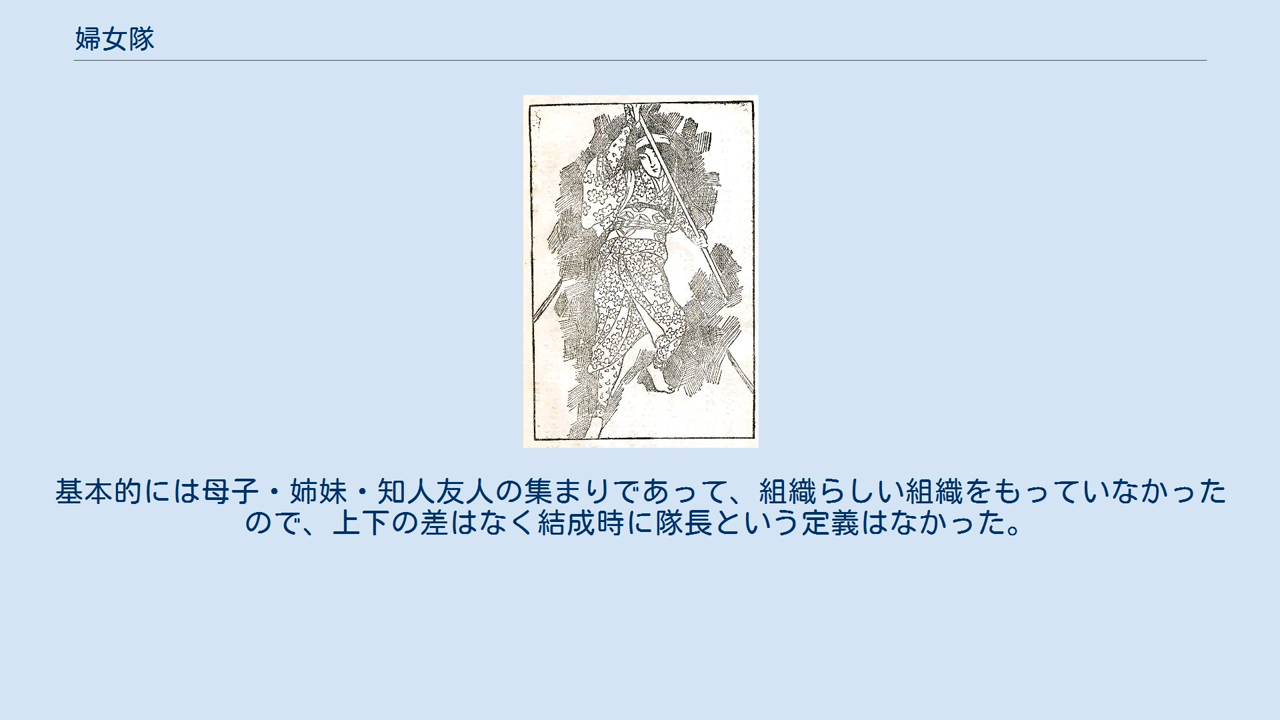 婦女隊
基本的には母子・姉妹・知人友人の集まりであって、組織らしい組織をもっていなかった
ので、上下の差はなく結成時に隊長という定義はなかった。